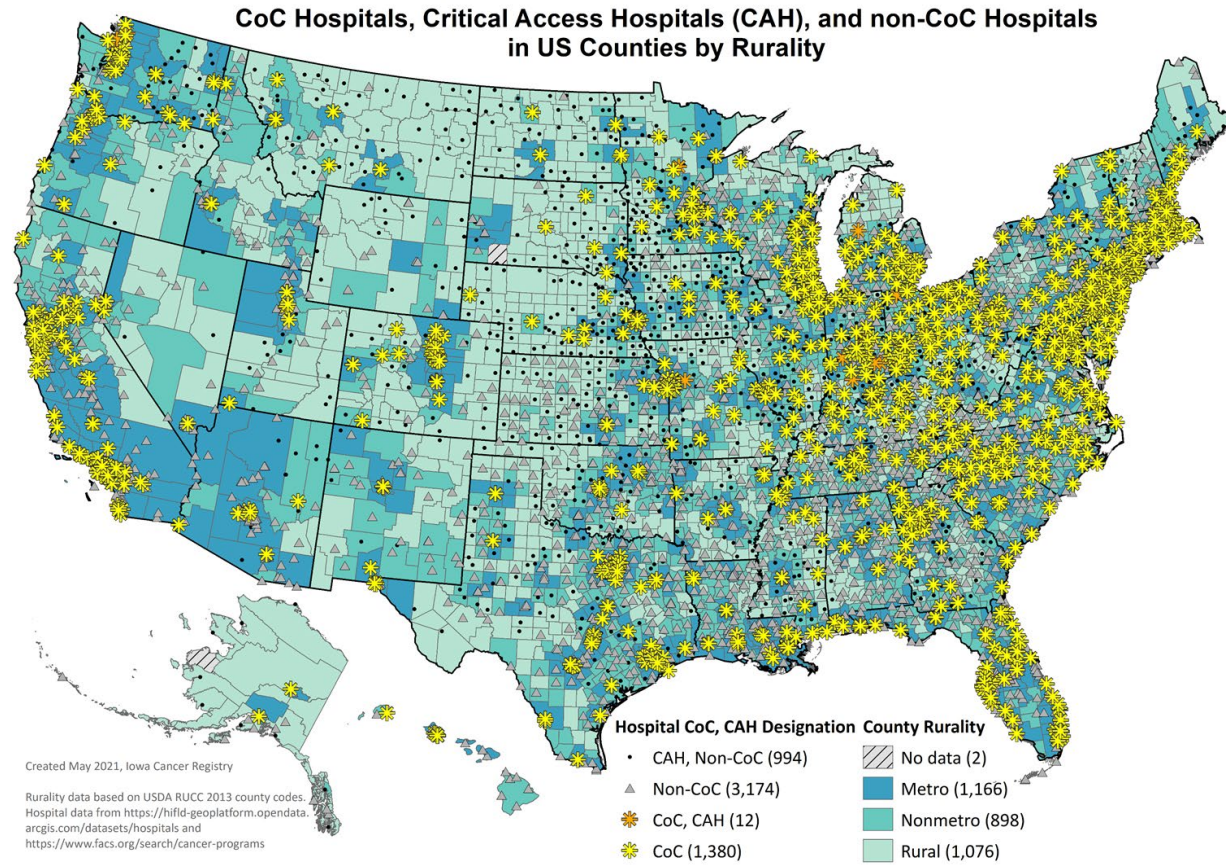 CoC Hospitals, Critical Access Hospitals (CAH), and non-CoC Hospitals
in US Counties by Rurality
Hospital CoC, CAH Designation
CAH, Non-CoC (994)
Non-CoC (3,174)
CoC, CAH (12)
CoC (1,380)
County Rurality
No data (2)
Metro (1,166)
Nonmetro (898)
Rural (1,076)
Created May 2021, Iowa Cancer Registry
Rurality data based on USDA RUCC 2013 county codes.
Hospital data from https://hifld-geoplatform.opendata.
arcgis.com/datasets/hospitals and
https://www.facs.org/search/cancer-programs